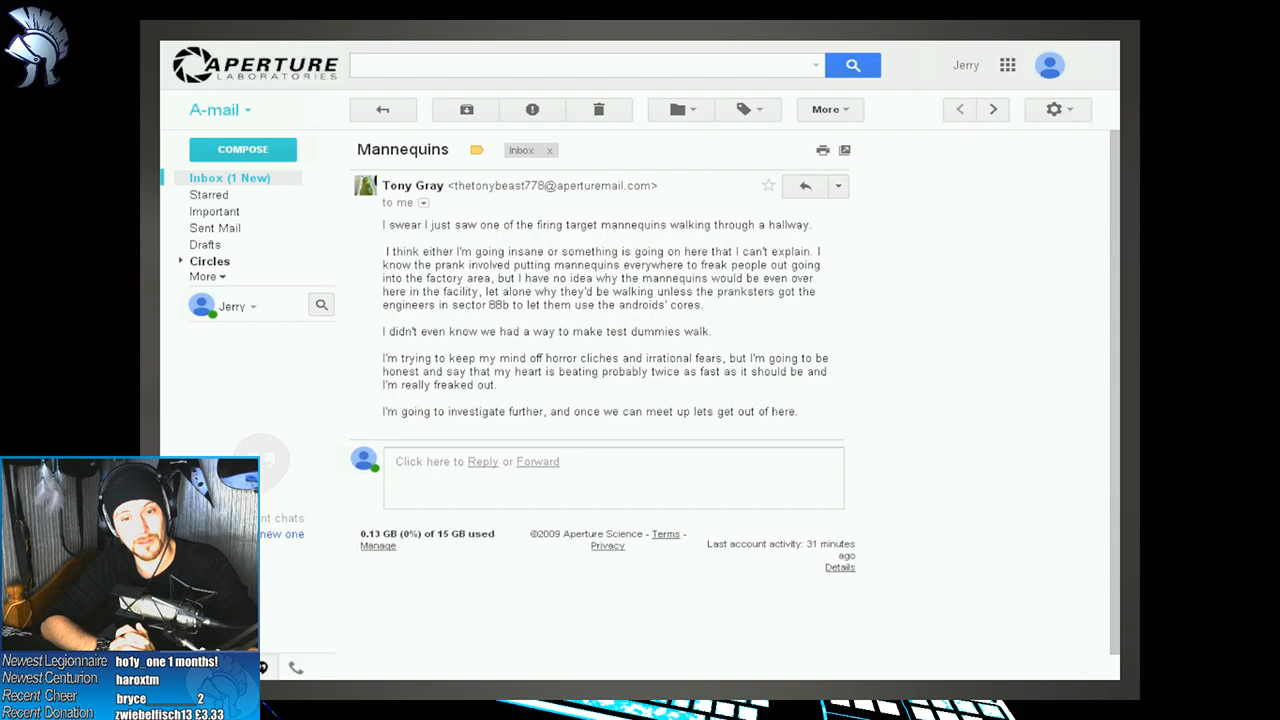 APERTURE
LABORATORIES
Jerry
A-mail
More
COMPOSE
Mannequins
Inbox x
Inbox (1 New)
Starred
Important
Sent Mail
Drafts
Circles
More
Jerry
Tony Gray <thetonybeast778@aperturemail.com>
to me
I swear I just saw one of the firing target mannequins walking through a hallway.
I think either I'm going insane or something is going on here that I can't explain. I
know the prank involved putting mannequins everywhere to freak people out going
into the factory area, but I have no idea why the mannequins would be even over
here in the facility, let alone why they'd be walking unless the pranksters got the
engineers in sector 88b to let them use the androids' cores.
I didn't even know we had a way to make test dummies walk.
I'm trying to keep my mind off horror cliches and irrational fears, but I'm going to be
honest and say that my heart is beating probably twice as fast as it should be and
I'm really freaked out.
I'm going to investigate further, and once we can meet up lets get out of here.
Click here to Reply or Forward
nt chats
new one
0.13 GB (0%) of 15 GB used
Manage
©2009 Aperture Science - Terms -
Privacy
Last account activity: 31 minutes
ago
Details
Newest Legionnaire ho1y_one 1 months!
Newest Centurion haroxtm
Recent Cheer bryce______2
Recent Donation zwiebelfisch13 £3.33